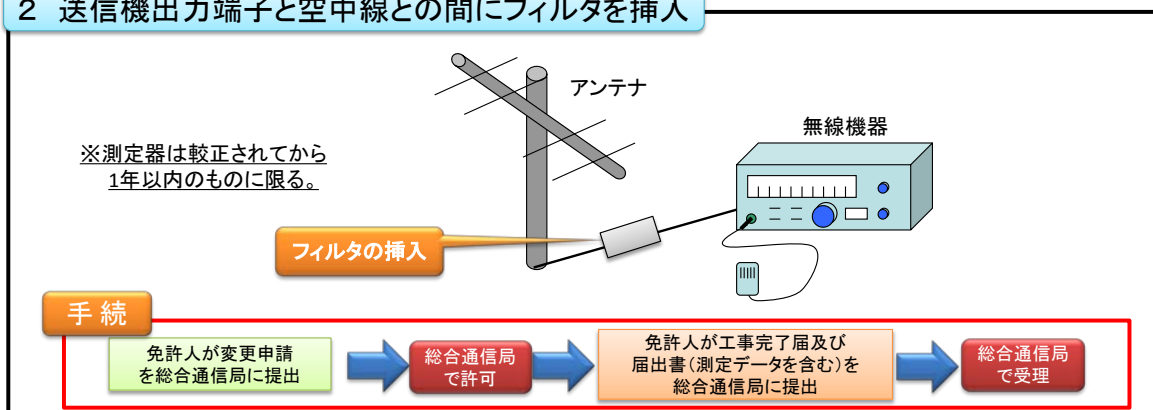 2 送信機出力端子と空中線との間にフィルタを挿入
アンテナ
無線機器
※測定器は較正されてから
1年以内のものに限る。
フィルタの挿入
手 続
免許人が変更申請
を総合通信局に提出
総合通信局
で許可
免許人が工事完了届及び
届出書(測定データを含む)を
総合通信局に提出
総合通信局
で受理